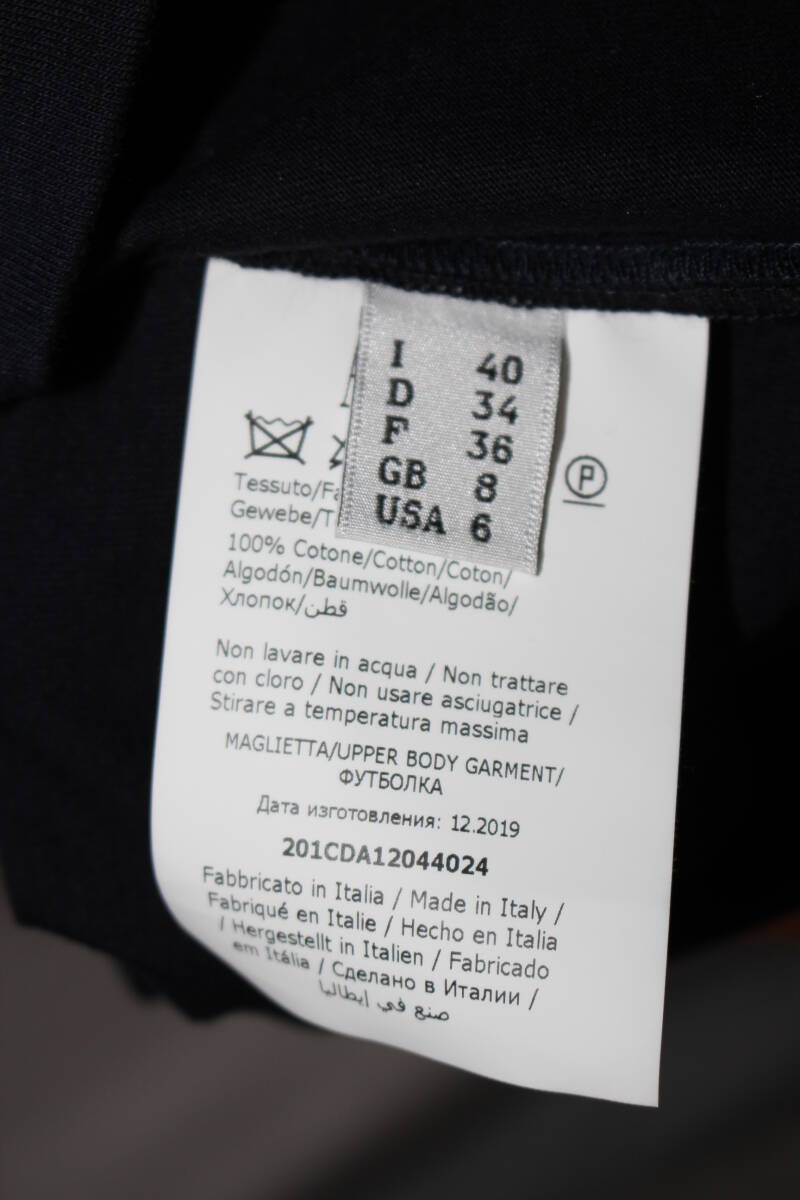 I 40
D 34
F 36
GB 8
USA 6
P
Tessuto/
Gewebe/
100% Cotone/Cotton/Coton/
Algodón/Baumwolle/Algodão/
Хлопок/قطن
Non lavare in acqua / Non trattare
con cloro / Non usare asciugatrice /
Stirare a temperatura massima
MAGLIETTA/UPPER BODY GARMENT/
ФУТБОЛКА
Дата изготовления: 12.2019
201CDA12044024
Fabbricato in Italia / Made in Italy /
Fabriqué en Italie / Hecho en Italia
/ Hergestellt in Italien / Fabricado
em Itália / Сделано в Италии /
صنع في إيطاليا